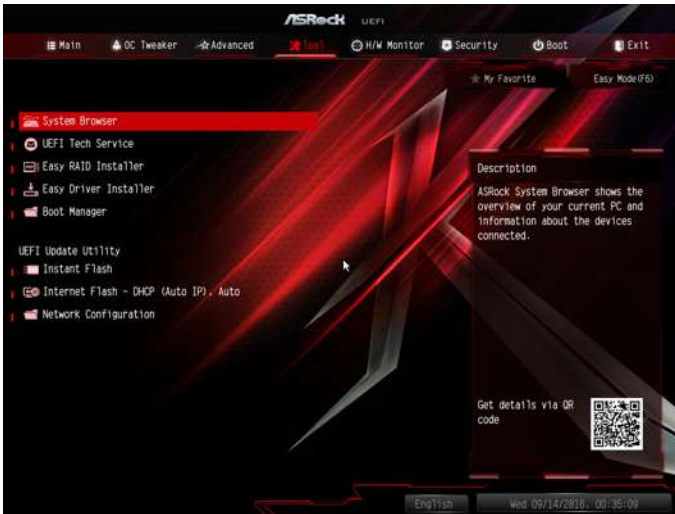 ASRock UEFI
Main OC Tweaker Advanced Tool H/W Monitor Security Boot Exit
My Favorite Easy Mode(F6)
System Browser
UEFI Tech Service
Easy RAID Installer
Easy Driver Installer
Boot Manager
UEFI Update Utility
Instant Flash
Internet Flash - DHCP (Auto IP), Auto
Network Configuration
Description
ASRock System Browser shows the
overview of your current PC and
information about the devices
connected.
Get details via QR
code
English Wed 09/14/2816. 00:35:09